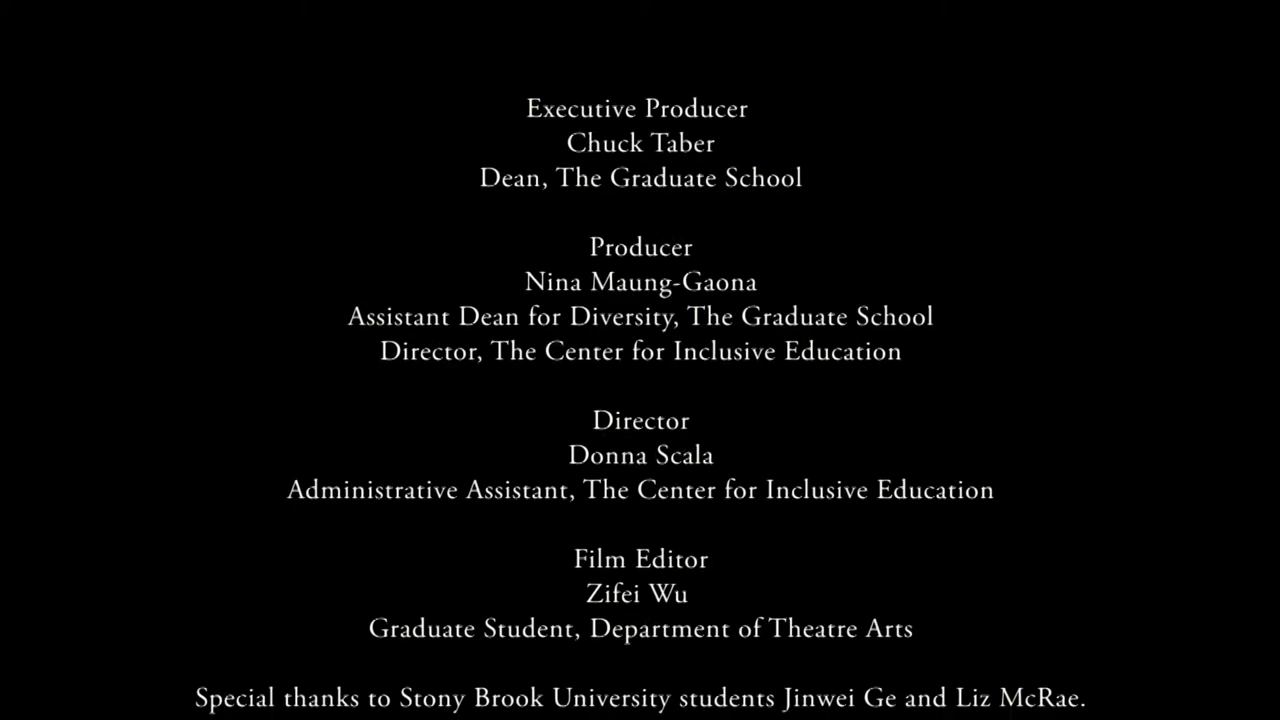 Executive Producer
Chuck Taber
Dean, The Graduate School
Producer
Nina Maung-Gaona
Assistant Dean for Diversity, The Graduate School
Director, The Center for Inclusive Education
Director
Donna Scala
Administrative Assistant, The Center for Inclusive Education
Film Editor
Zifei Wu
Graduate Student, Department of Theatre Arts
Special thanks to Stony Brook University students Jinwei Ge and Liz McRae.